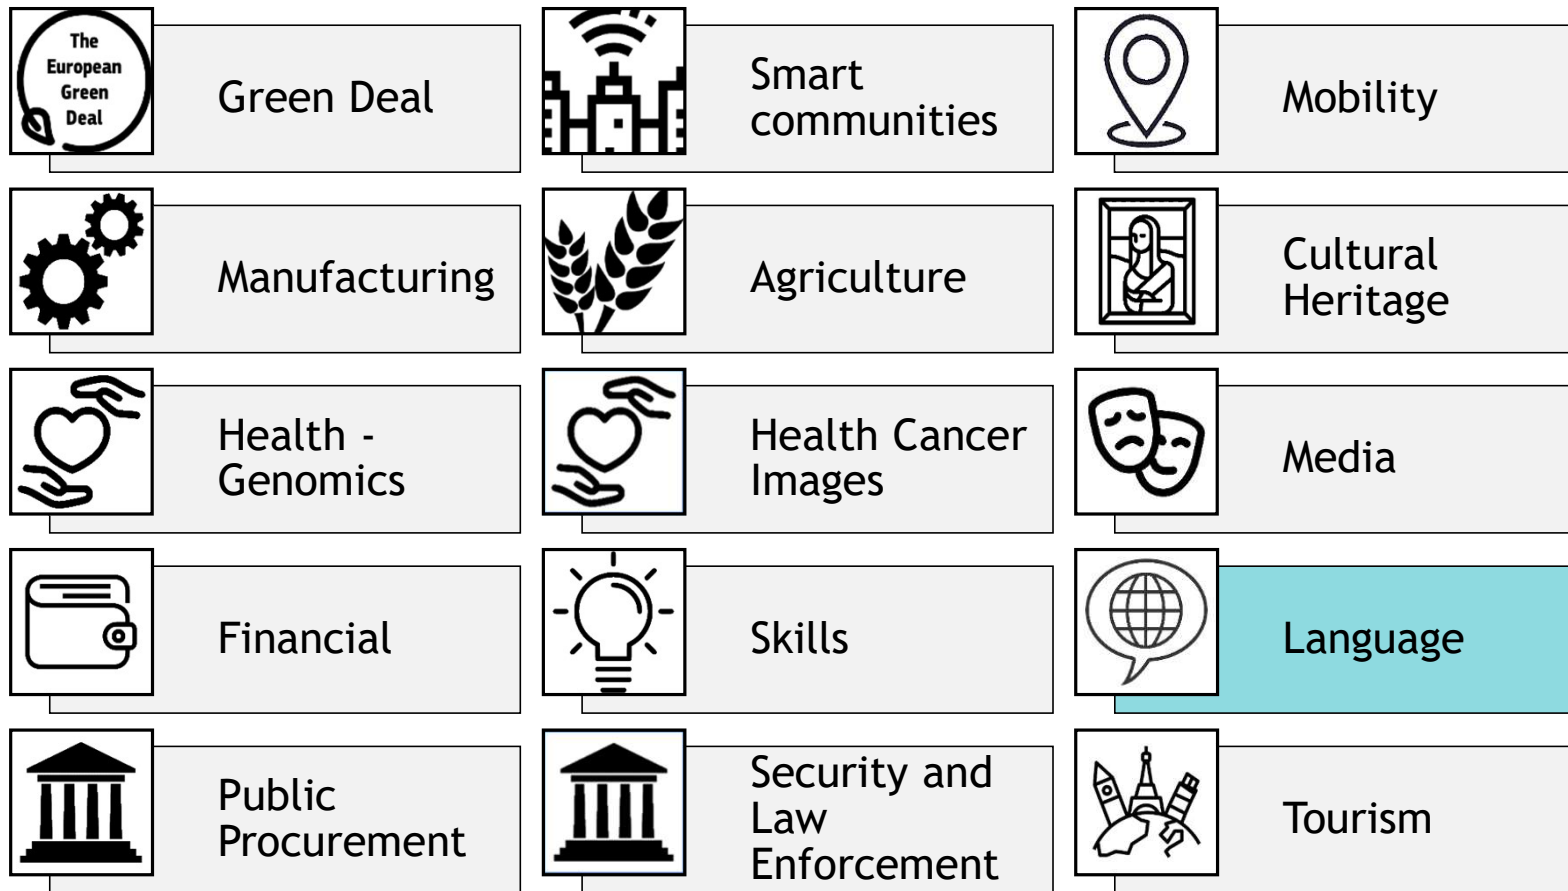 The
European
Green
Deal
Green Deal
Smart
communities
Mobility
Manufacturing
Agriculture
Cultural
Heritage
Health -
Genomics
Health Cancer
Images
Media
Financial
Skills
Language
Public
Procurement
Security and
Law
Enforcement
Tourism